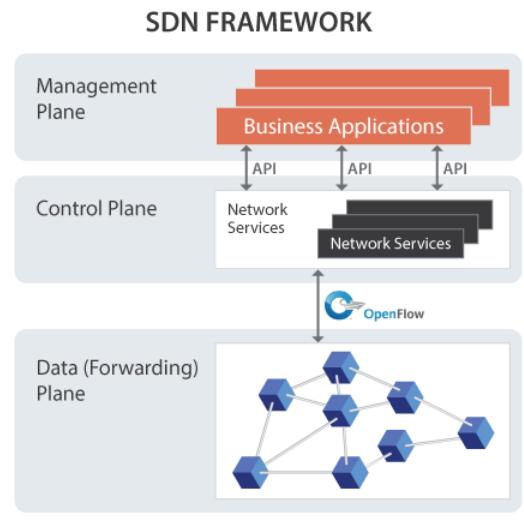 SDN FRAMEWORK
Management
Plane
Business Applications
API
API
API
Control Plane
Network
Services
Network Services
OpenFlow
Data (Forwarding)
Plane